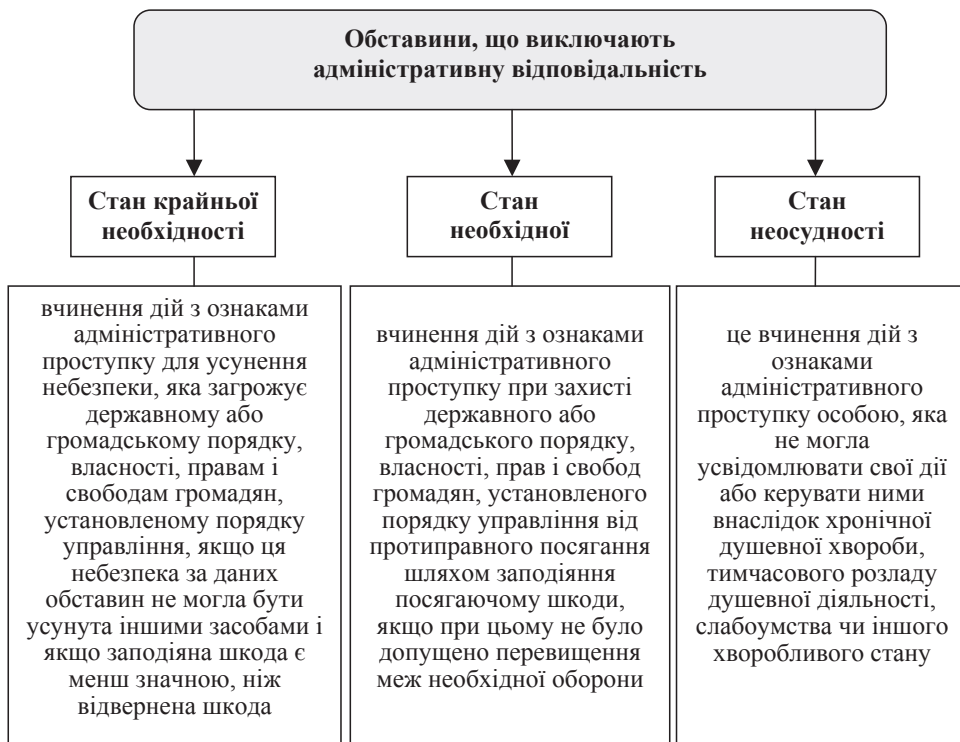 Обставини, що виключають
адміністративну відповідальність
Стан крайньої
необхідності
вчинення дій з ознаками
адміністративного
проступку для усунення
небезпеки, яка загрожує
державному або
громадському порядку,
власності, правам і
свободам громадян,
установленому порядку
управління, якщо ця
небезпека за даних
обставин не могла бути
усунута іншими засобами і
якщо заподіяна шкода є
менш значною, ніж
відвернена шкода
Стан
необхідної
вчинення дій з ознаками
адміністративного
проступку при захисті
державного або
громадського порядку,
власності, прав і свобод
громадян, установленого
порядку управління від
протиправного посягання
шляхом заподіяння
посягаючому шкоди,
якщо при цьому не було
допущено перевищення
меж необхідної оборони
Стан
неосудності
це вчинення дій з
ознаками
адміністративного
проступку особою, яка
не могла
усвідомлювати свої дії
або керувати ними
внаслідок хронічної
душевної хвороби,
тимчасового розладу
душевної діяльності,
слабоумства чи іншого
хворобливого стану